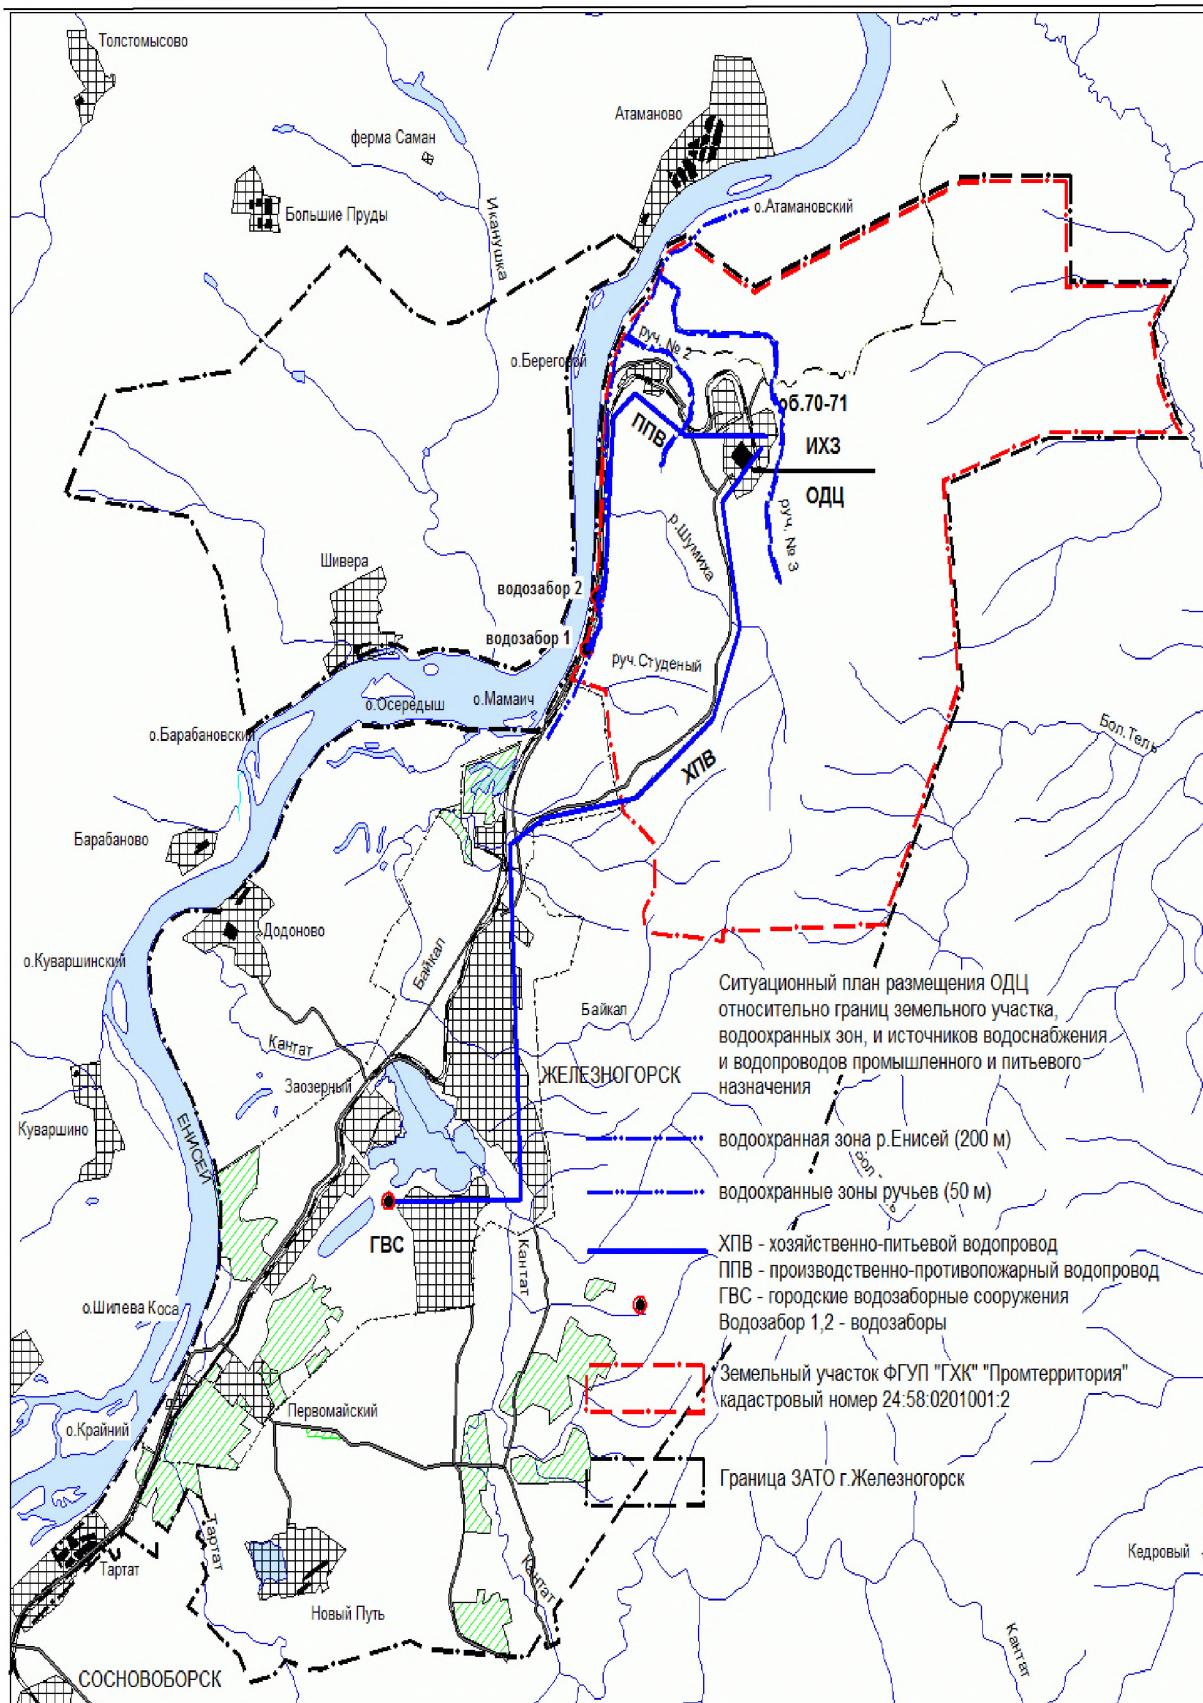 Толстомысово
Атаманово
ферма Саман
Большие Пруды
Иканушка
о.Атамановский
руч. № 2
о.Береговой
об.70-71
ППВ
ИХЗ
ОДЦ
р.Шумиха
руч. № 3
Шивера
водозабор 2
водозабор 1
руч.Студеный
о.Осередыш
о.Мамаич
о.Барабановский
Бол.Тель
ХПВ
Барабаново
Додоново
о.Куваршинский
Байкал
Байкал
Кантат
Заозерный
ЖЕЛЕЗНОГОРСК
Куваршино
ЕНИСЕЙ
Ситуационный план размещения ОДЦ
относительно границ земельного участка,
водоохранных зон, и источников водоснабжения
и водопроводов промышленного и питьевого
назначения
водоохранная зона р.Енисей (200 м)
Бол
водоохранные зоны ручьев (50 м)
ГВС
Кантат
ХПВ - хозяйственно-питьевой водопровод
ППВ - производственно-противопожарный водопровод
ГВС - городские водозаборные сооружения
Водозабор 1,2 - водозаборы
о.Шилева Коса
Земельный участок ФГУП "ГХК" "Промтерритория"
кадастровый номер 24:58:0201001:2
Первомайский
о.Крайний
Граница ЗАТО г.Железногорск
Тартат
Тартат
Кантат
Кедровый
Новый Путь
Кантат
СОСНОВОБОРСК